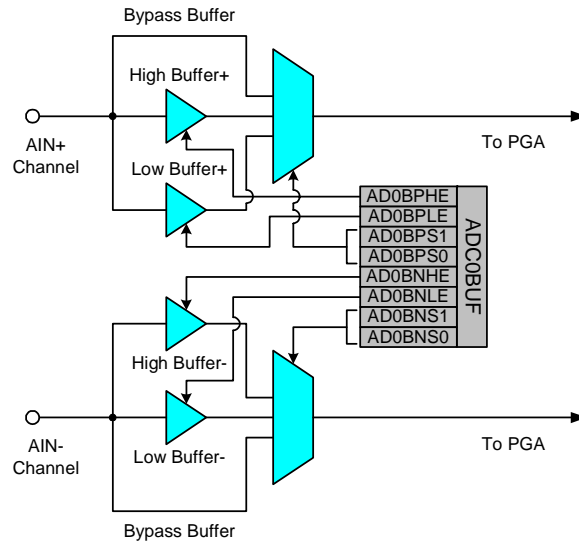 Bypass Buffer
High Buffer+
AIN+
Channel
Low Buffer+
To PGA
AD0BPHE
AD0BPLE
AD0BPS1
AD0BPS0
AD0BNHE
AD0BNLE
AD0BNS1
AD0BNS0
ADC0BUF
High Buffer-
AIN-
Channel
Low Buffer-
To PGA
Bypass Buffer